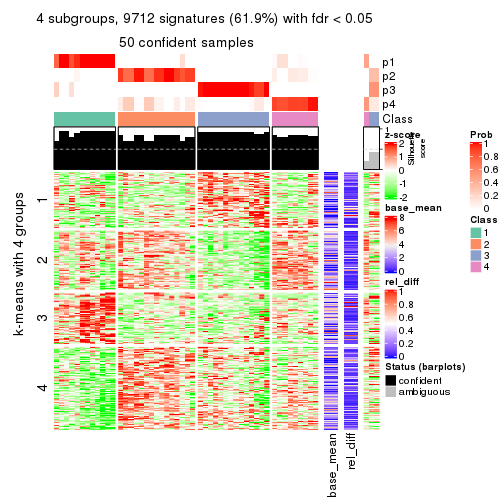 4 subgroups, 9712 signatures (61.9%) with fdr < 0.05
50 confident samples
p1
p2
p3
p4
Class
1
Silhouette
score
k-means with 4 groups
1
2
3
4
base_mean
rel_diff
z-score
2
1
0
-1
-2
base_mean
8
6
4
2
0
rel_diff
1
0.8
0.6
0.4
0.2
0
Status (barplots)
confident
ambiguous
Prob
1
0.8
0.6
0.4
0.2
0
Class
1
2
3
4